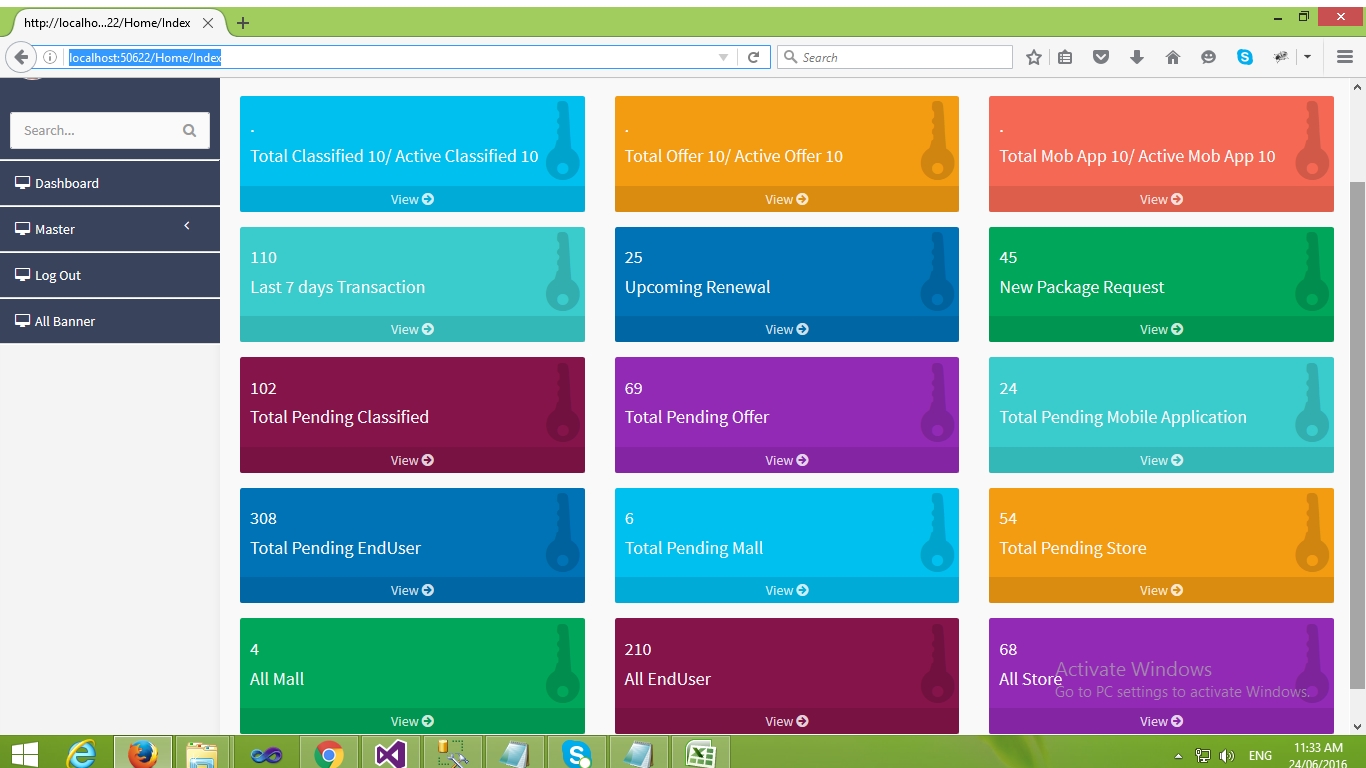 http://localho...22/Home/Index
localhost:50622/Home/Index
Search
Search...
Dashboard
Master
Log Out
All Banner
.
Total Classified 10/ Active Classified 10
View
.
Total Offer 10/ Active Offer 10
View
.
Total Mob App 10/ Active Mob App 10
View
110
Last 7 days Transaction
View
25
Upcoming Renewal
View
45
New Package Request
View
102
Total Pending Classified
View
69
Total Pending Offer
View
24
Total Pending Mobile Application
View
308
Total Pending EndUser
View
6
Total Pending Mall
View
54
Total Pending Store
View
4
All Mall
View
210
All EndUser
View
68
All Store
View
Activate Windows
Go to PC settings to activate Windows.
ENG
11:33 AM
24/06/2016